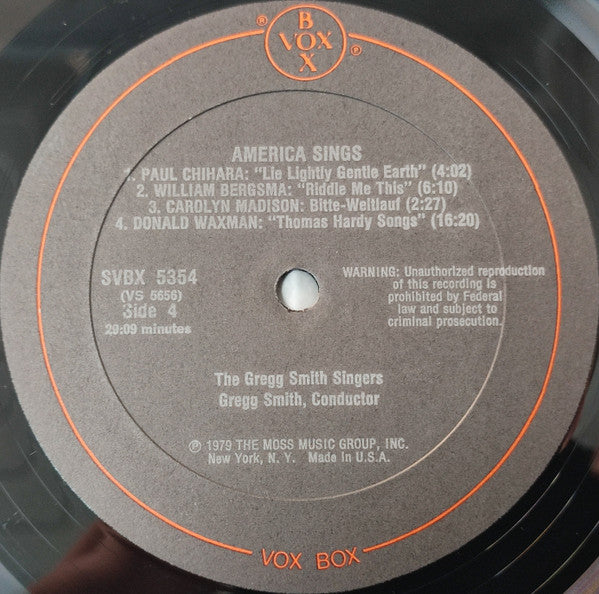 ®
B
VOX
X
℗
AMERICA SINGS
1. PAUL CHIHARA: "Lie Lightly Gentle Earth" (4:02)
2. WILLIAM BERGSMA: "Riddle Me This" (6:10)
3. CAROLYN MADISON: Bitte-Weltlauf (2:27)
4. DONALD WAXMAN: "Thomas Hardy Songs" (16:20)
SVBX 5354
(VS 5656)
Side 4
29:09 minutes
WARNING: Unauthorized reproduction
of this recording is
prohibited by Federal
law and subject to
criminal prosecution.
The Gregg Smith Singers
Gregg Smith, Conductor
℗ 1979 THE MOSS MUSIC GROUP, INC.
New York, N. Y. Made In U.S.A.
VOX BOX